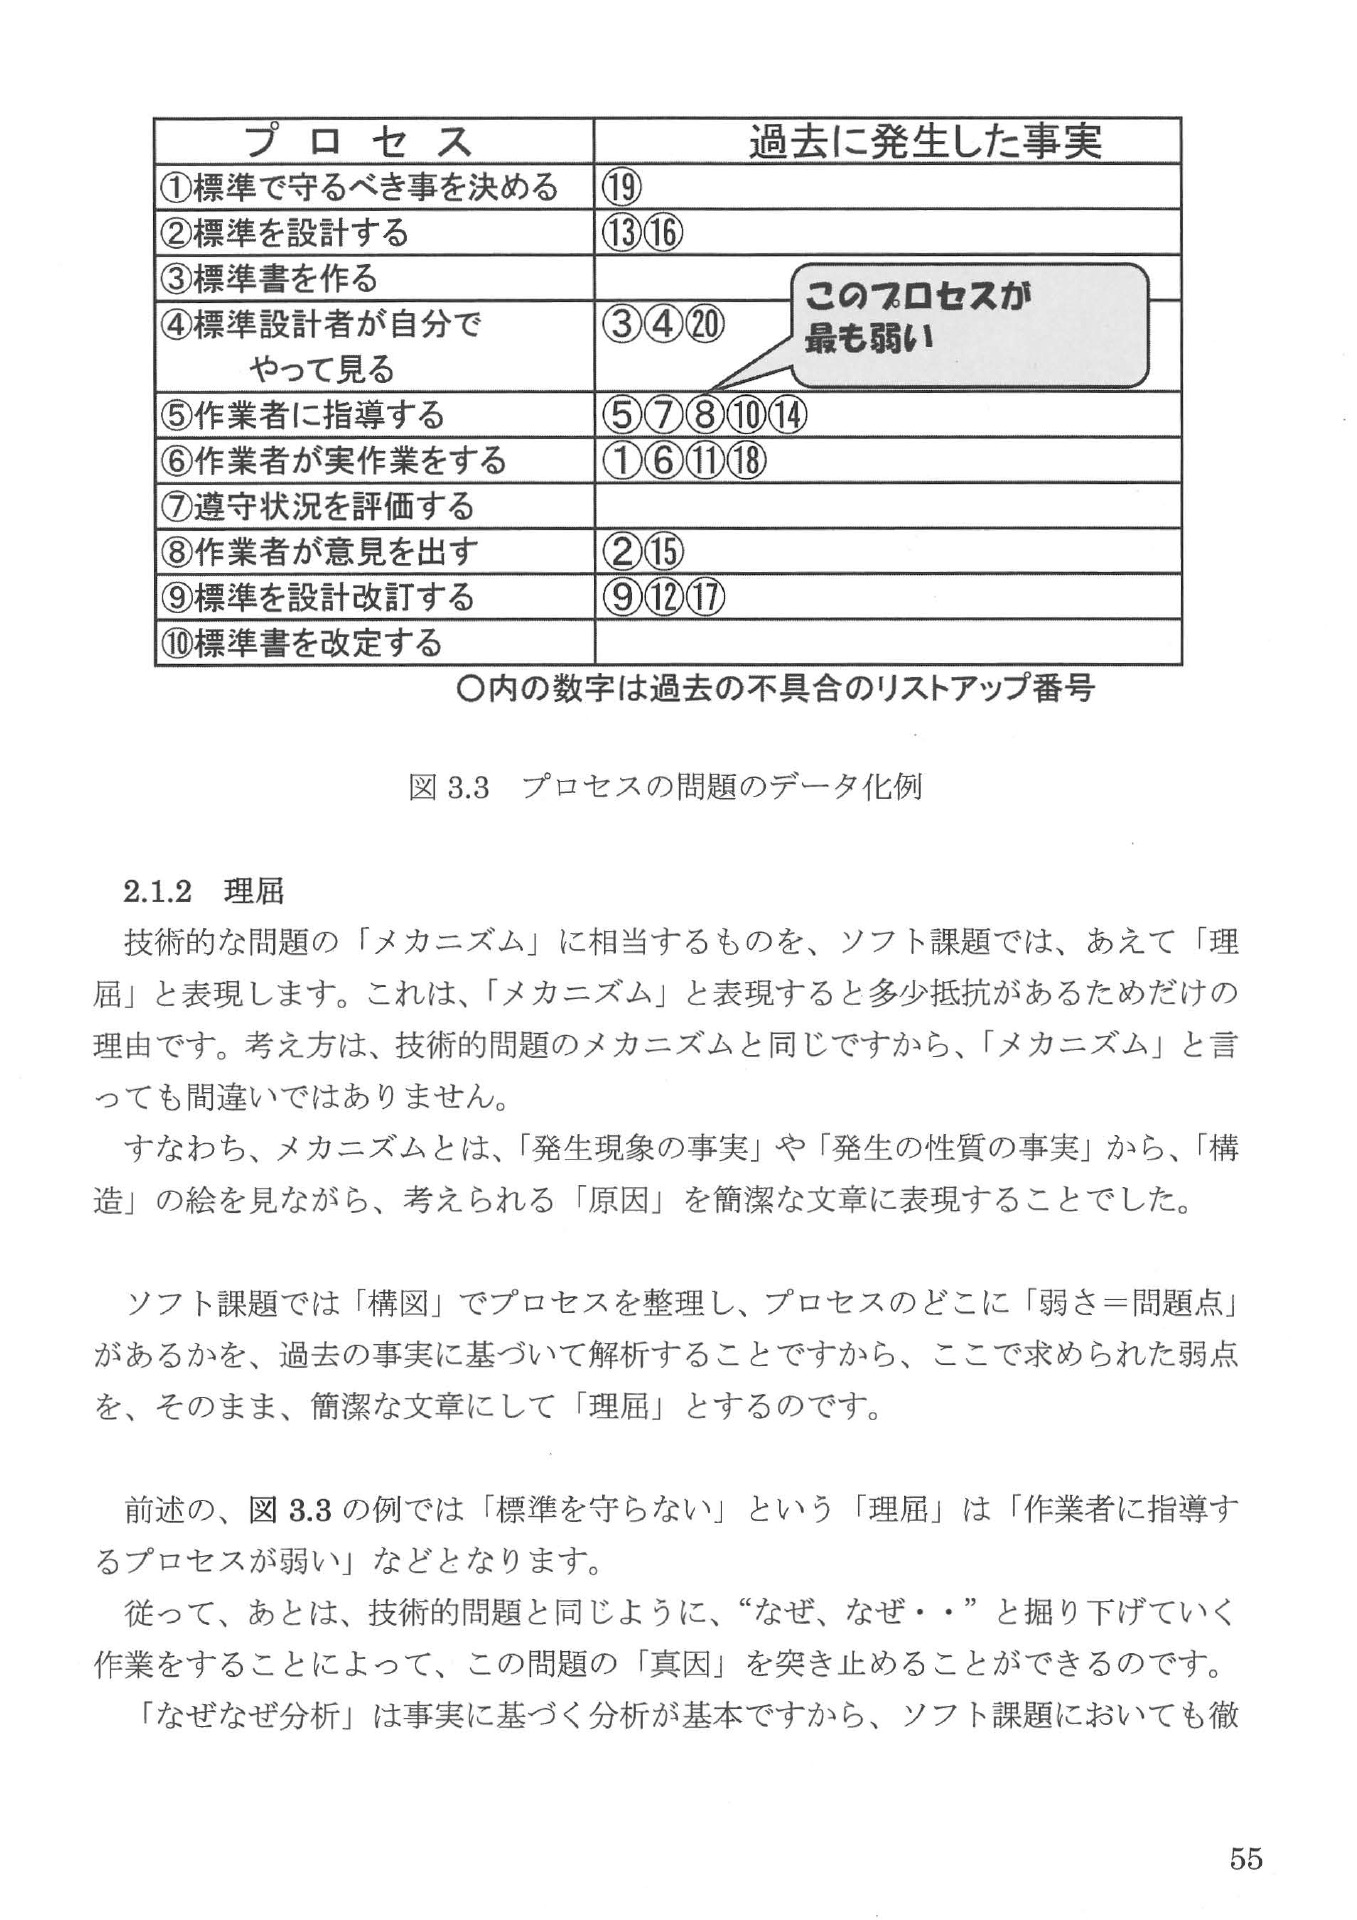 プロセス 過去に発生した事実
①標準で守るべき事を決める ⑲
②標準を設計する ⑬⑯
③標準書を作る
④標準設計者が自分で ③④⑳
やって見る
このプロセスが
最も弱い
⑤作業者に指導する ⑤⑦⑧⑩⑭
⑥作業者が実作業をする ①⑥⑪⑱
⑦遵守状況を評価する
⑧作業者が意見を出す ②⑮
⑨標準を設計改訂する ⑨⑫⑰
⑩標準書を改定する
〇内の数字は過去の不具合のリストアップ番号
図 3.3 プロセスの問題のデータ化例
2.1.2 理屈
技術的な問題の「メカニズム」に相当するものを、ソフト課題では、あえて「理
屈」と表現します。これは、「メカニズム」と表現すると多少抵抗があるためだけの
理由です。考え方は、技術的問題のメカニズムと同じですから、「メカニズム」と言
っても間違いではありません。
すなわち、メカニズムとは、「発生現象の事実」や「発生の性質の事実」から、「構
造」の絵を見ながら、考えられる「原因」を簡潔な文章に表現することでした。
ソフト課題では「構図」でプロセスを整理し、プロセスのどこに「弱さ＝問題点」
があるかを、過去の事実に基づいて解析することですから、ここで求められた弱点
を、そのまま、簡潔な文章にして「理屈」とするのです。
前述の、図 3.3 の例では「標準を守らない」という「理屈」は「作業者に指導す
るプロセスが弱い」などとなります。
従って、あとは、技術的問題と同じように、“なぜ、なぜ・・” と掘り下げていく
作業をすることによって、この問題の「真因」を突き止めることができるのです。
「なぜなぜ分析」は事実に基づく分析が基本ですから、ソフト課題においても徹
55